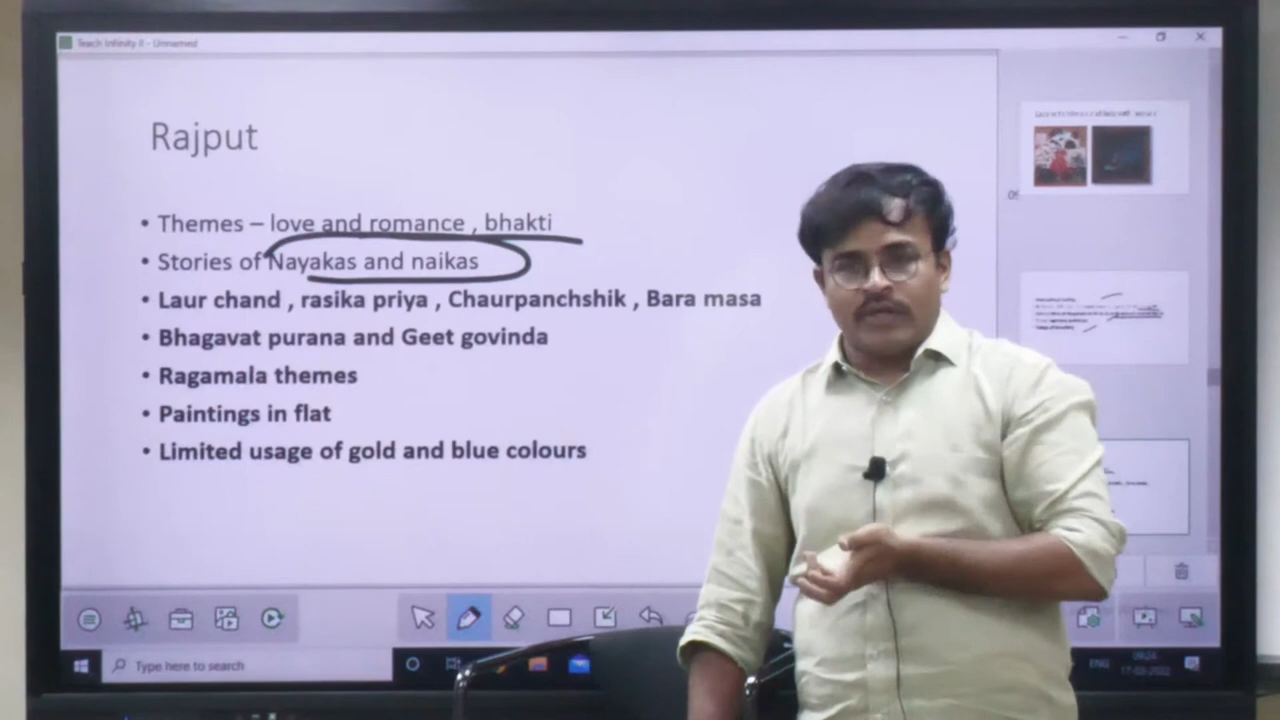 Teach Infinity II - Unnamed
Rajput
• Themes – love and romance , bhakti
• Stories of Nayakas and naikas
• Laur chand , rasika priya , Chaurpanchshik , Bara masa
• Bhagavat purana and Geet govinda
• Ragamala themes
• Paintings in flat
• Limited usage of gold and blue colours
Type here to search
ENG